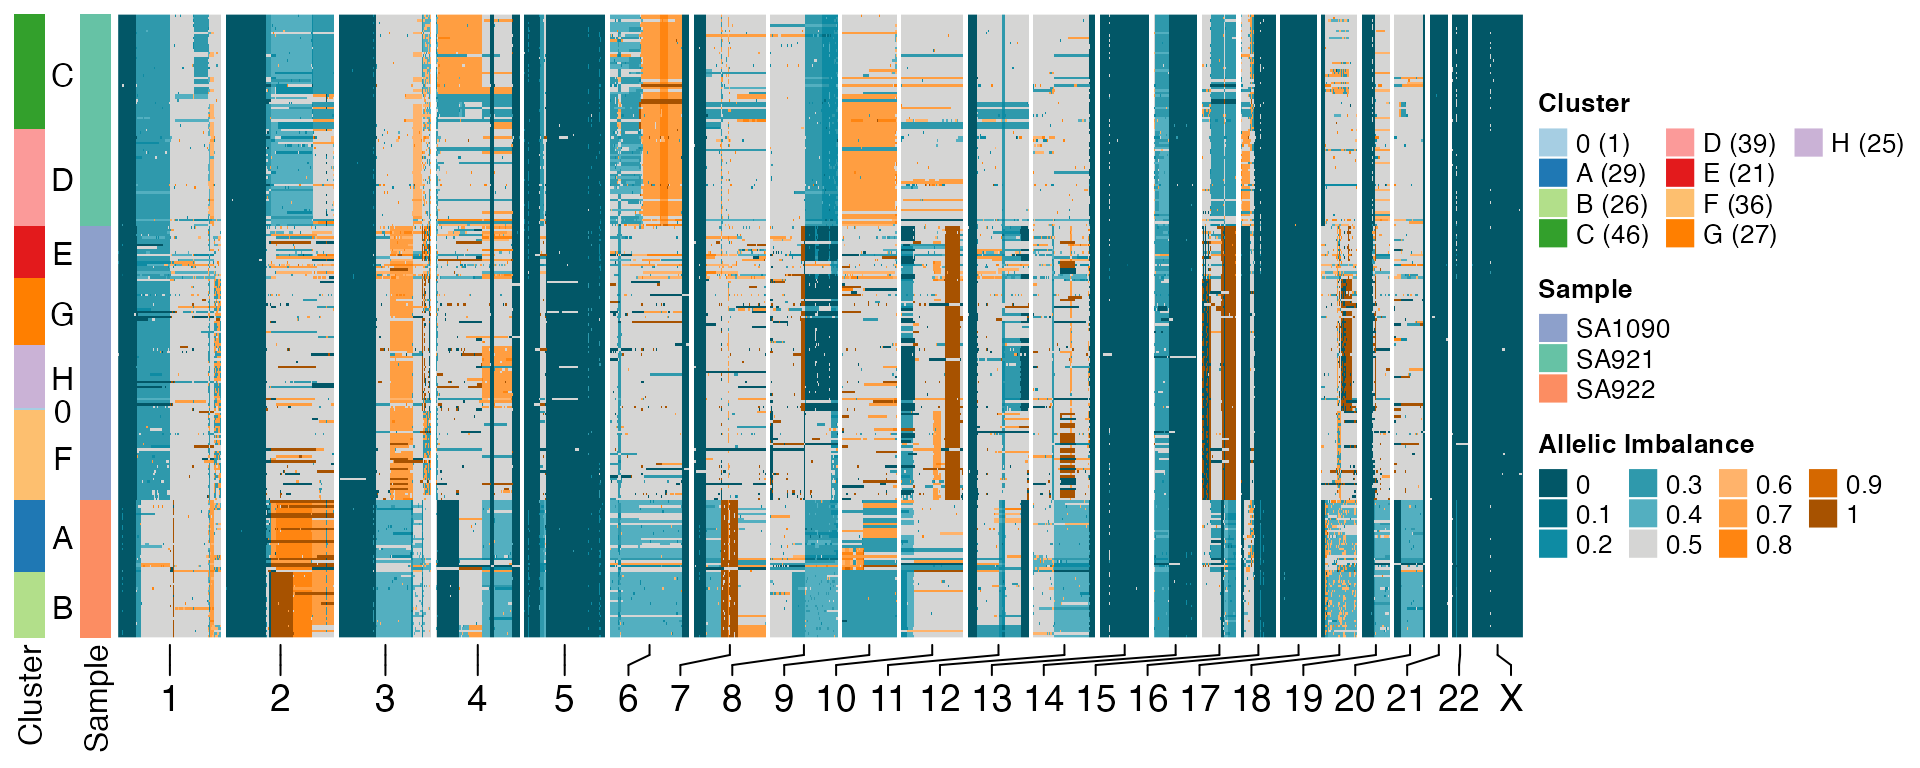 C
D
E
G
H
0
F
A
B
Cluster
Sample
1 2 3 4 5 6 7 8 9 10 11 12 13 14 15 16 17 18 19 20 21 22 X
Cluster
0 (1) D (39) H (25)
A (29) E (21)
B (26) F (36)
C (46) G (27)
Sample
SA1090
SA921
SA922
Allelic Imbalance
0 0.3 0.6 0.9
0.1 0.4 0.7 1
0.2 0.5 0.8